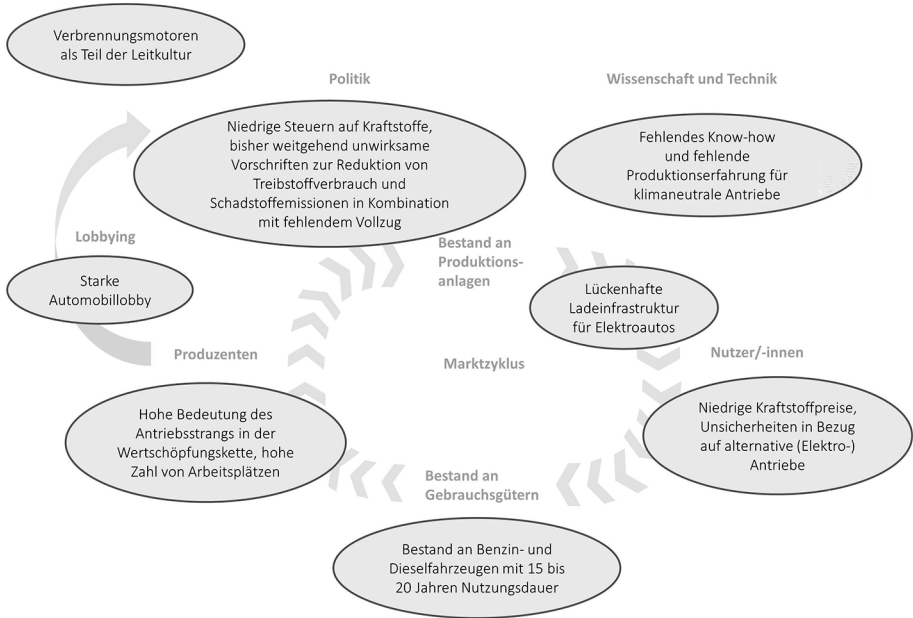 Verbrennungsmotoren
als Teil der Leitkultur
Politik
Wissenschaft und Technik
Niedrige Steuern auf Kraftstoffe,
bisher weitgehend unwirksame
Vorschriften zur Reduktion von
Treibstoffverbrauch und
Schadstoffemissionen in Kombination
mit fehlendem Vollzug
Fehlendes Know-how
und fehlende
Produktionserfahrung für
klimaneutrale Antriebe
Lobbying
Starke
Automobillobby
Bestand an
Produktions-
anlagen
Lückenhafte
Ladeinfrastruktur
für Elektroautos
Produzenten
Marktzyklus
Nutzer/-innen
Hohe Bedeutung des
Antriebsstrangs in der
Wertschöpfungskette, hohe
Zahl von Arbeitsplätzen
Niedrige Kraftstoffpreise,
Unsicherheiten in Bezug
auf alternative (Elektro-)
Antriebe
Bestand an
Gebrauchsgütern
Bestand an Benzin- und
Dieselfahrzeugen mit 15 bis
20 Jahren Nutzungsdauer